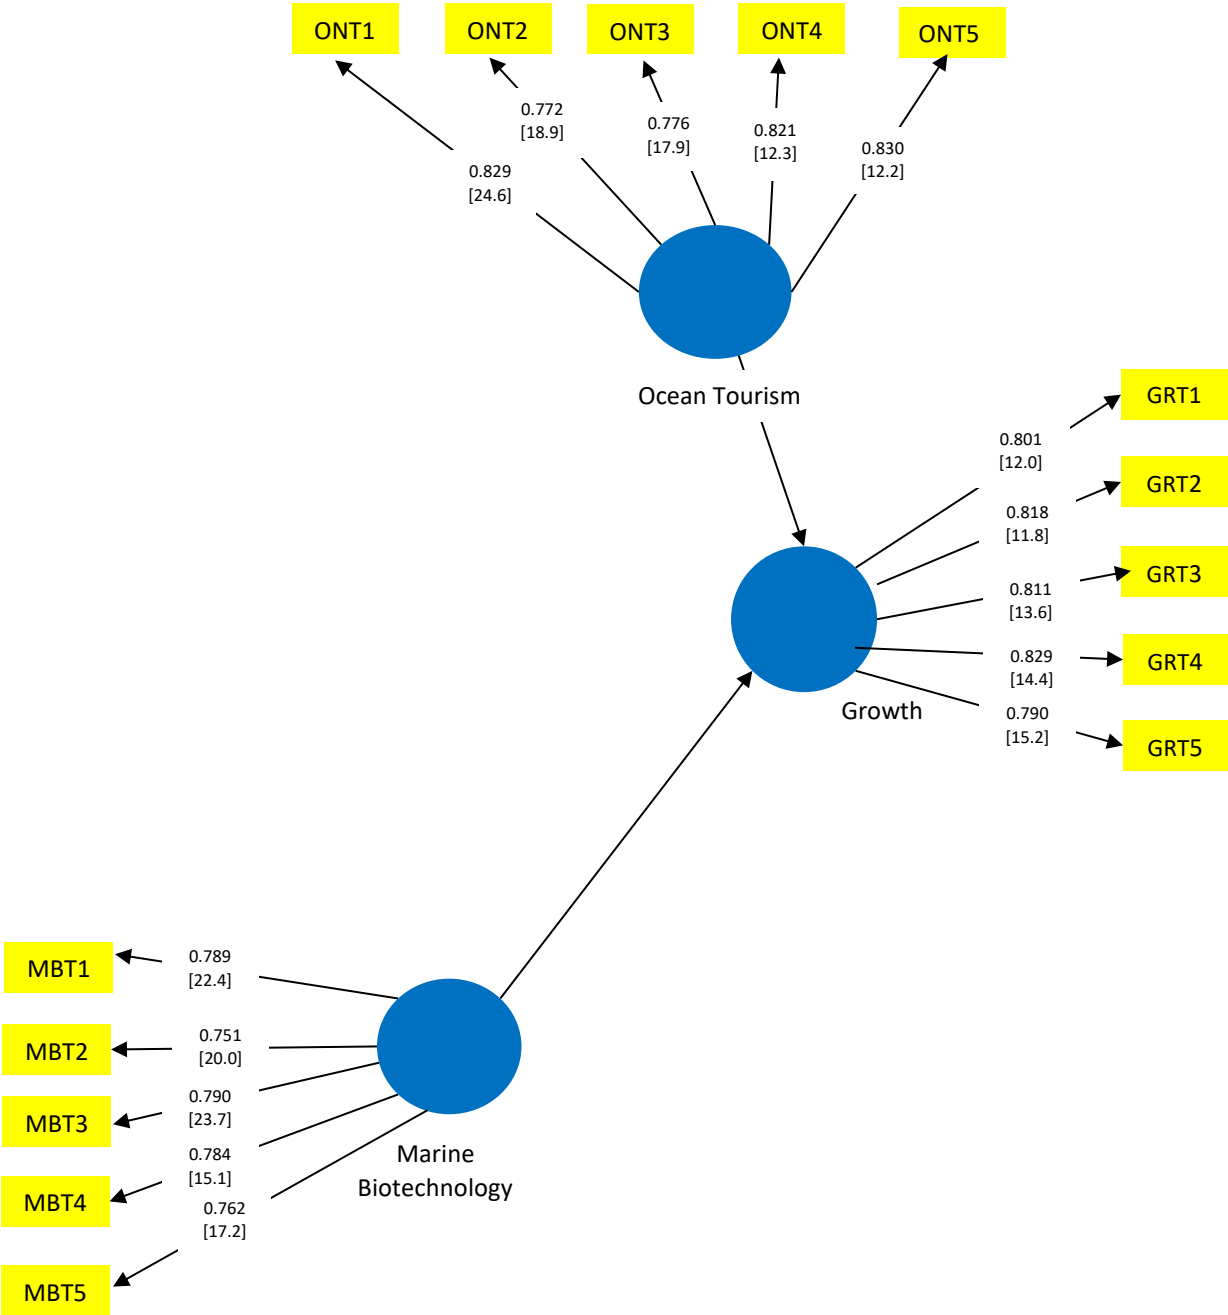 ONT1
ONT2
ONT3
ONT4
ONT5
0.829
[24.6]
0.772
[18.9]
0.776
[17.9]
0.821
[12.3]
0.830
[12.2]
Ocean Tourism
0.801
[12.0]
0.818
[11.8]
0.811
[13.6]
0.829
[14.4]
0.790
[15.2]
GRT1
GRT2
GRT3
GRT4
GRT5
Growth
MBT1
MBT2
MBT3
MBT4
MBT5
0.789
[22.4]
0.751
[20.0]
0.790
[23.7]
0.784
[15.1]
0.762
[17.2]
Marine
Biotechnology